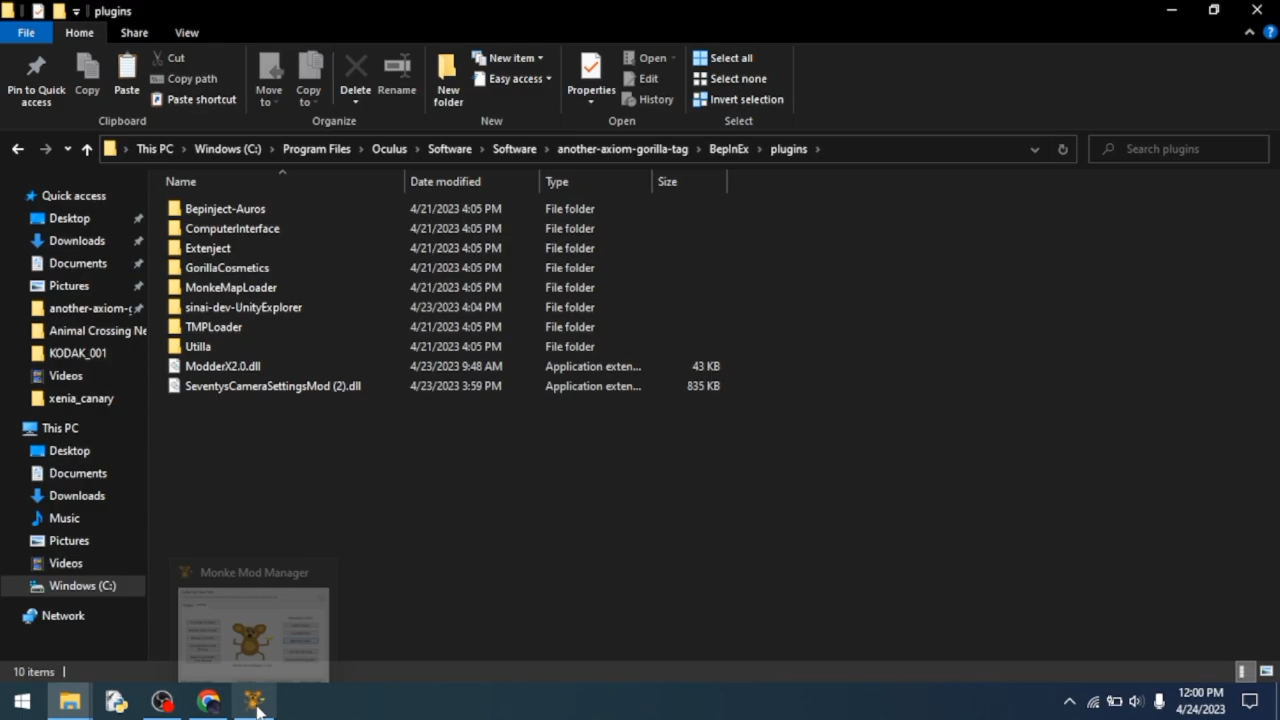 plugins
File Home Share View
Pin to Quick access
Copy
Paste
Cut
Copy path
Paste shortcut
Clipboard
Move to
Copy to
Delete
Rename
Organize
New folder
New item
Easy access
New
Properties
Open
Edit
History
Open
Select all
Select none
Invert selection
Select
This PC > Windows (C:) > Program Files > Oculus > Software > Software > another-axiom-gorilla-tag > BepInEx > plugins >
Search plugins
Name Date modified Type Size
Bepinject-Auros 4/21/2023 4:05 PM File folder
ComputerInterface 4/21/2023 4:05 PM File folder
Extenject 4/21/2023 4:05 PM File folder
GorillaCosmetics 4/21/2023 4:05 PM File folder
MonkeMapLoader 4/21/2023 4:05 PM File folder
sinai-dev-UnityExplorer 4/23/2023 4:04 PM File folder
TMPLoader 4/21/2023 4:05 PM File folder
Utilla 4/21/2023 4:05 PM File folder
ModderX2.0.dll 4/23/2023 9:48 AM Application exten... 43 KB
SeventysCameraSettingsMod (2).dll 4/23/2023 3:59 PM Application exten... 835 KB
Quick access
Desktop
Downloads
Documents
Pictures
another-axiom-g
Animal Crossing Ne
KODAK_001
Videos
xenia_canary
This PC
Desktop
Documents
Downloads
Music
Pictures
Videos
Windows (C:)
Network
Monke Mod Manager
10 items
12:00 PM
4/24/2023